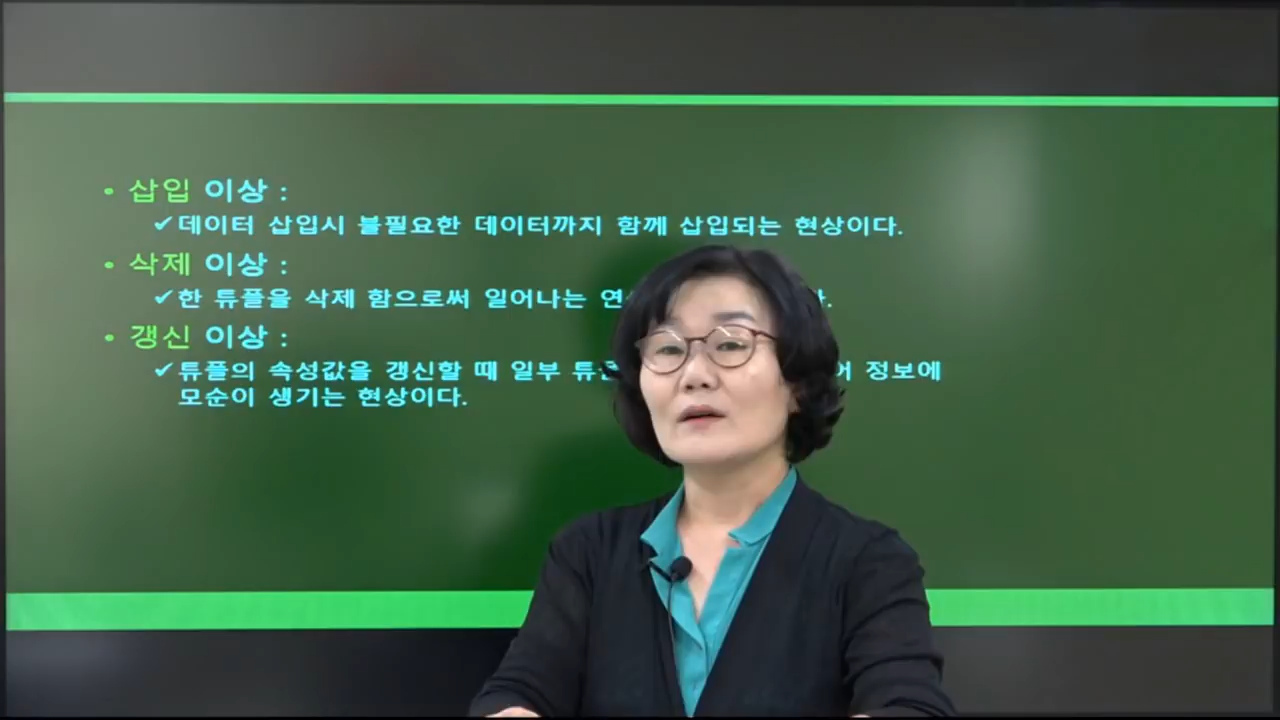 • 삽입 이상 :
✓데이터 삽입시 불필요한 데이터까지 함께 삽입되는 현상이다.
• 삭제 이상 :
✓한 튜플을 삭제 함으로써 일어나는
• 갱신 이상 :
✓튜플의 속성값을 갱신할 때 일부 정보에
모순이 생기는 현상이다.